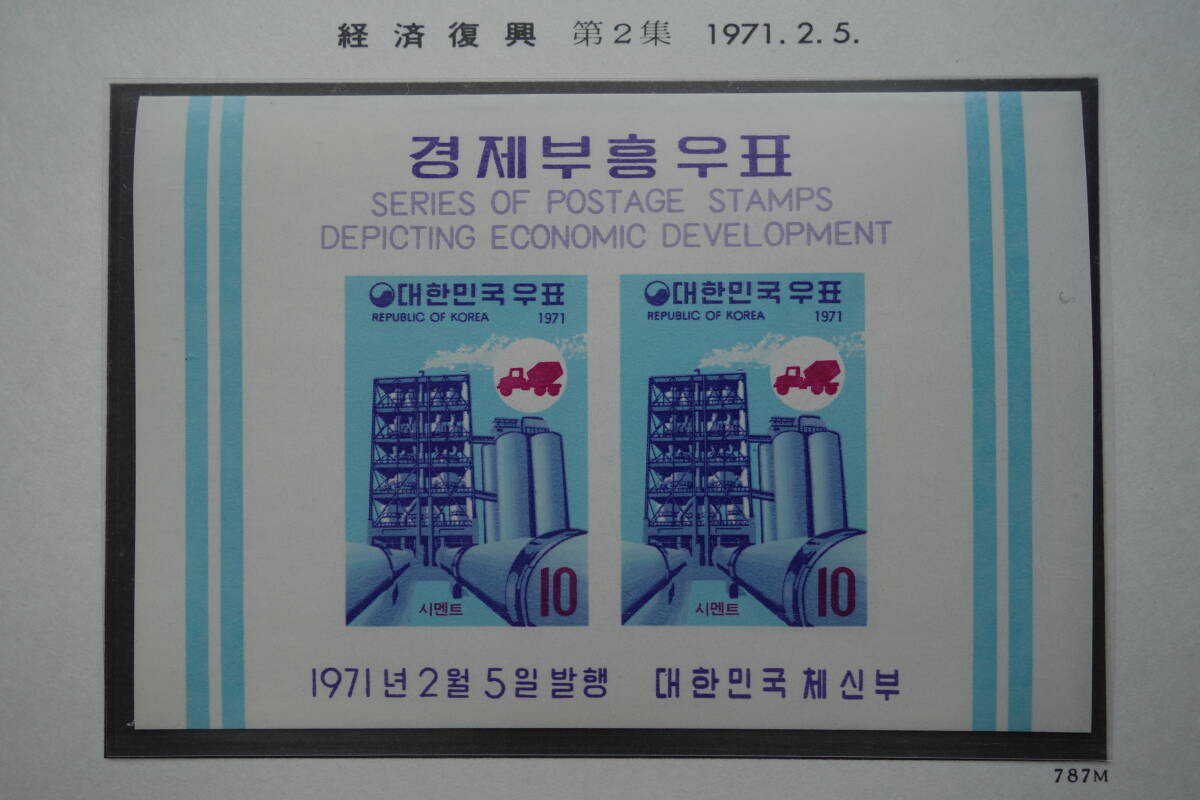 経済復興 第2集 1971.2.5.
경제부흥우표
SERIES OF POSTAGE STAMPS
DEPICTING ECONOMIC DEVELOPMENT
대한민국우표
REPUBLIC OF KOREA 1971
시멘트 10
대한민국우표
REPUBLIC OF KOREA 1971
시멘트 10
1971년 2월 5일 발행 대한민국체신부
787M